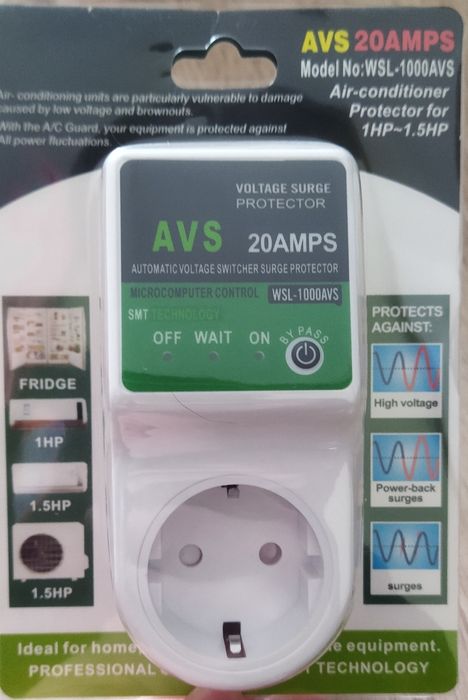 AVS 20AMPS
Model No:WSL-1000AVS
Air-conditioner
Protector for
1HP~1.5HP
Air- conditioning units are particularly vulnerable to damage
caused by low voltage and brownouts.
With the A/C Guard, your equipment is protected against
All power fluctuations.
VOLTAGE SURGE
PROTECTOR
AVS 20AMPS
AUTOMATIC VOLTAGE SWITCHER SURGE PROTECTOR
MICROCOMPUTER CONTROL WSL-1000AVS
SMT TECHNOLOGY
OFF WAIT ON BY PASS
FRIDGE
1HP
1.5HP
1.5HP
PROTECTS
AGAINST:
High voltage
Power-back
surges
surges
Ideal for home equipment.
PROFESSIONAL TECHNOLOGY